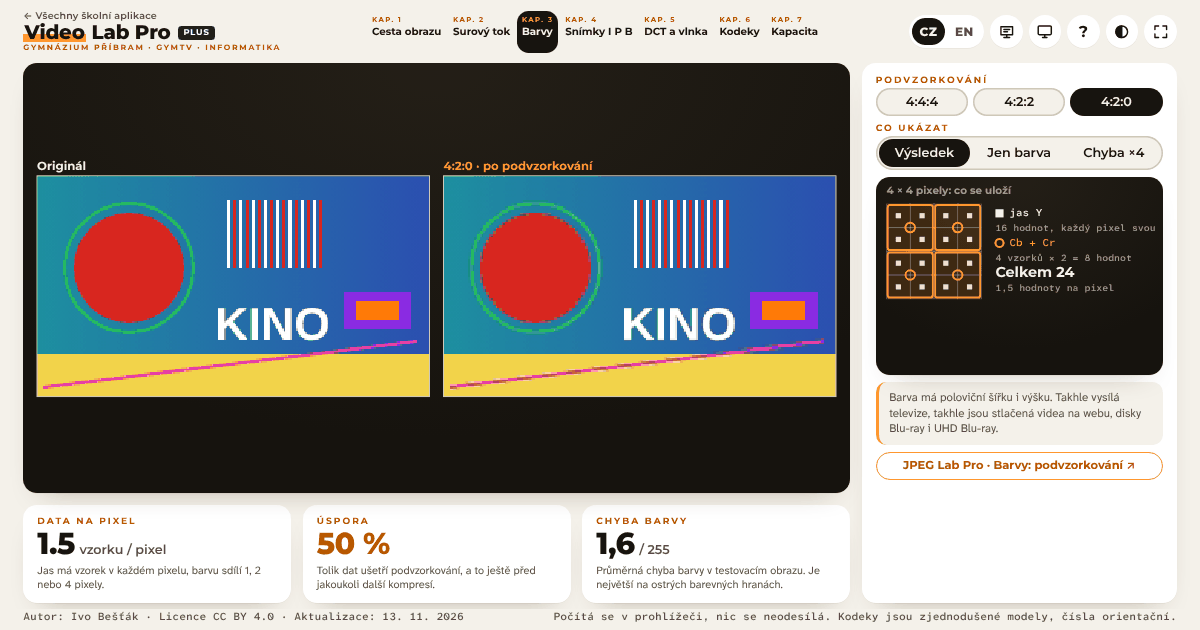 ← Všechny školní aplikace
Video Lab Pro PLUS
GYMNÁZIUM PŘÍBRAM · GYMTV · INFORMATIKA
KAP. 1
Cesta obrazu
KAP. 2
Surový tok
KAP. 3
Barvy
KAP. 4
Snímky I P B
KAP. 5
DCT a vlnka
KAP. 6
Kodeky
KAP. 7
Kapacita
CZ EN
?
Originál
4:2:0 · po podvzorkování
KINO
KINO
PODVZORKOVÁNÍ
4:4:4 4:2:2 4:2:0
CO UKÁZAT
Výsledek Jen barva Chyba ×4
4 × 4 pixely: co se uloží
jas Y
16 hodnot, každý pixel svou
Cb + Cr
4 vzorků × 2 = 8 hodnot
Celkem 24
1,5 hodnoty na pixel
Barva má poloviční šířku i výšku. Takhle vysílá
televize, takhle jsou stlačená videa na webu, disky
Blu-ray i UHD Blu-ray.
JPEG Lab Pro · Barvy: podvzorkování ↗
DATA NA PIXEL
1.5 vzorku / pixel
Jas má vzorek v každém pixelu, barvu sdílí 1, 2
nebo 4 pixely.
ÚSPORA
50 %
Tolik dat ušetří podvzorkování, a to ještě před
jakoukoli další kompresí.
CHYBA BARVY
1,6 / 255
Průměrná chyba barvy v testovacím obrazu. Je
největší na ostrých barevných hranách.
Autor: Ivo Bešťák · Licence CC BY 4.0 · Aktualizace: 13. 11. 2026
Počítá se v prohlížeči, nic se neodesílá. Kodeky jsou zjednodušené modely, čísla orientační.